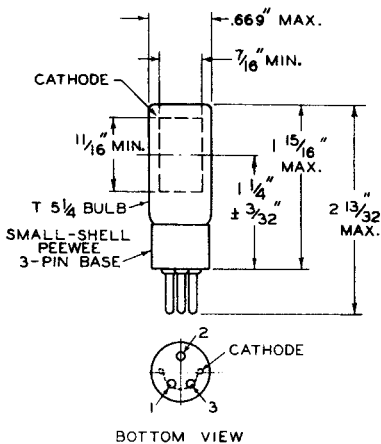 .669" MAX.
7/16" MIN.
CATHODE
11/16" MIN.
1 15/16"
MAX.
1 1/4"
± 3/32"
2 13/32"
MAX.
T 5 1/4 BULB
SMALL-SHELL
PEEWEE
3-PIN BASE
2
CATHODE
1
3
BOTTOM VIEW